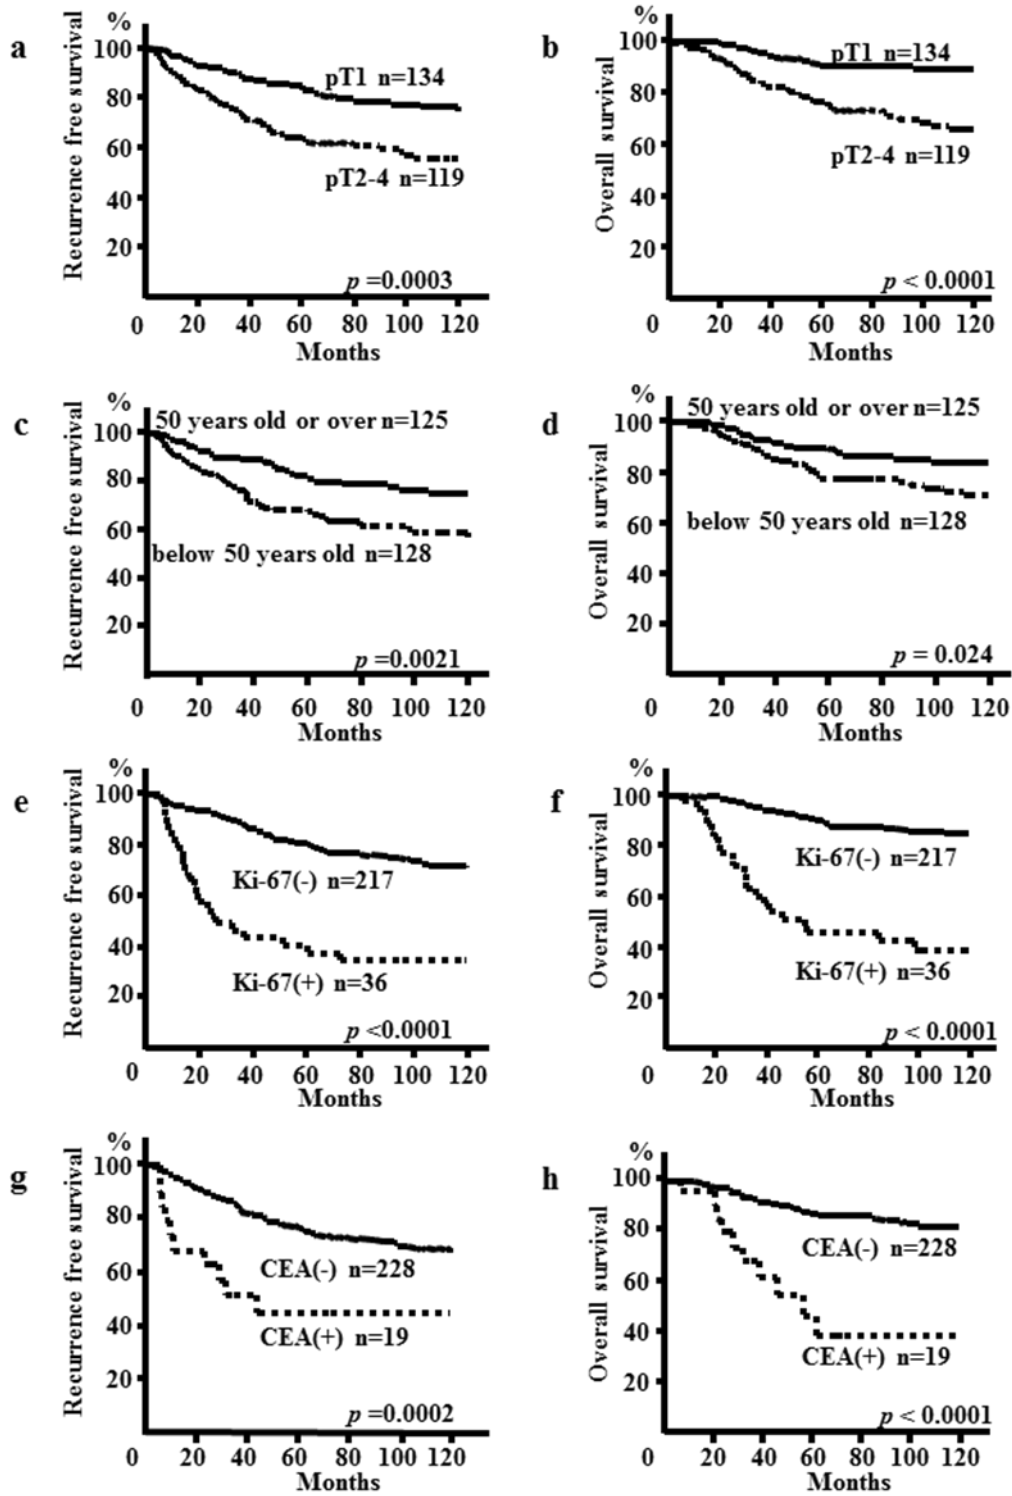 a
%
Recurrence free survival
100
80
60
40
20
0
pT1 n=134
pT2-4 n=119
p =0.0003
20 40 60 80 100 120
Months
b
%
Overall survival
100
80
60
40
20
0
pT1 n=134
pT2-4 n=119
p < 0.0001
20 40 60 80 100 120
Months
c
%
Recurrence free survival
100
80
60
40
20
0
50 years old or over n=125
below 50 years old n=128
p =0.0021
20 40 60 80 100 120
Months
d
%
Overall survival
100
80
60
40
20
0
50 years old or over n=125
below 50 years old n=128
p = 0.024
20 40 60 80 100 120
Months
e
%
Recurrence free survival
100
80
60
40
20
0
Ki-67(-) n=217
Ki-67(+) n=36
p <0.0001
20 40 60 80 100 120
Months
f
%
Overall survival
100
80
60
40
20
0
Ki-67(-) n=217
Ki-67(+) n=36
p < 0.0001
20 40 60 80 100 120
Months
g
%
Recurrence free survival
100
80
60
40
20
0
CEA(-) n=228
CEA(+) n=19
p =0.0002
20 40 60 80 100 120
Months
h
%
Overall survival
100
80
60
40
20
0
CEA(-) n=228
CEA(+) n=19
p < 0.0001
20 40 60 80 100 120
Months